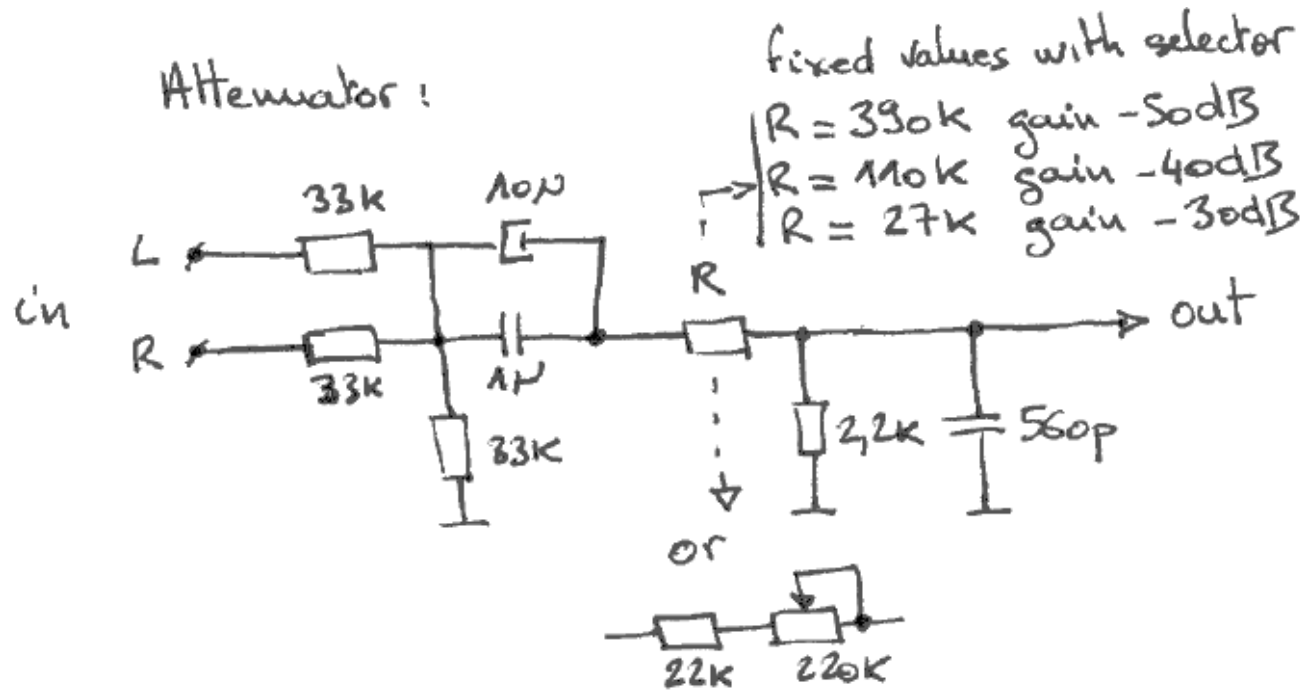 Attenuator:
fixed values with selector
R = 390k gain -50dB
R = 110k gain -40dB
R = 27k gain -30dB
33k
10µ
L
in
R
out
R
33k
1µ
33k
2,2k
560p
or
22k
220k